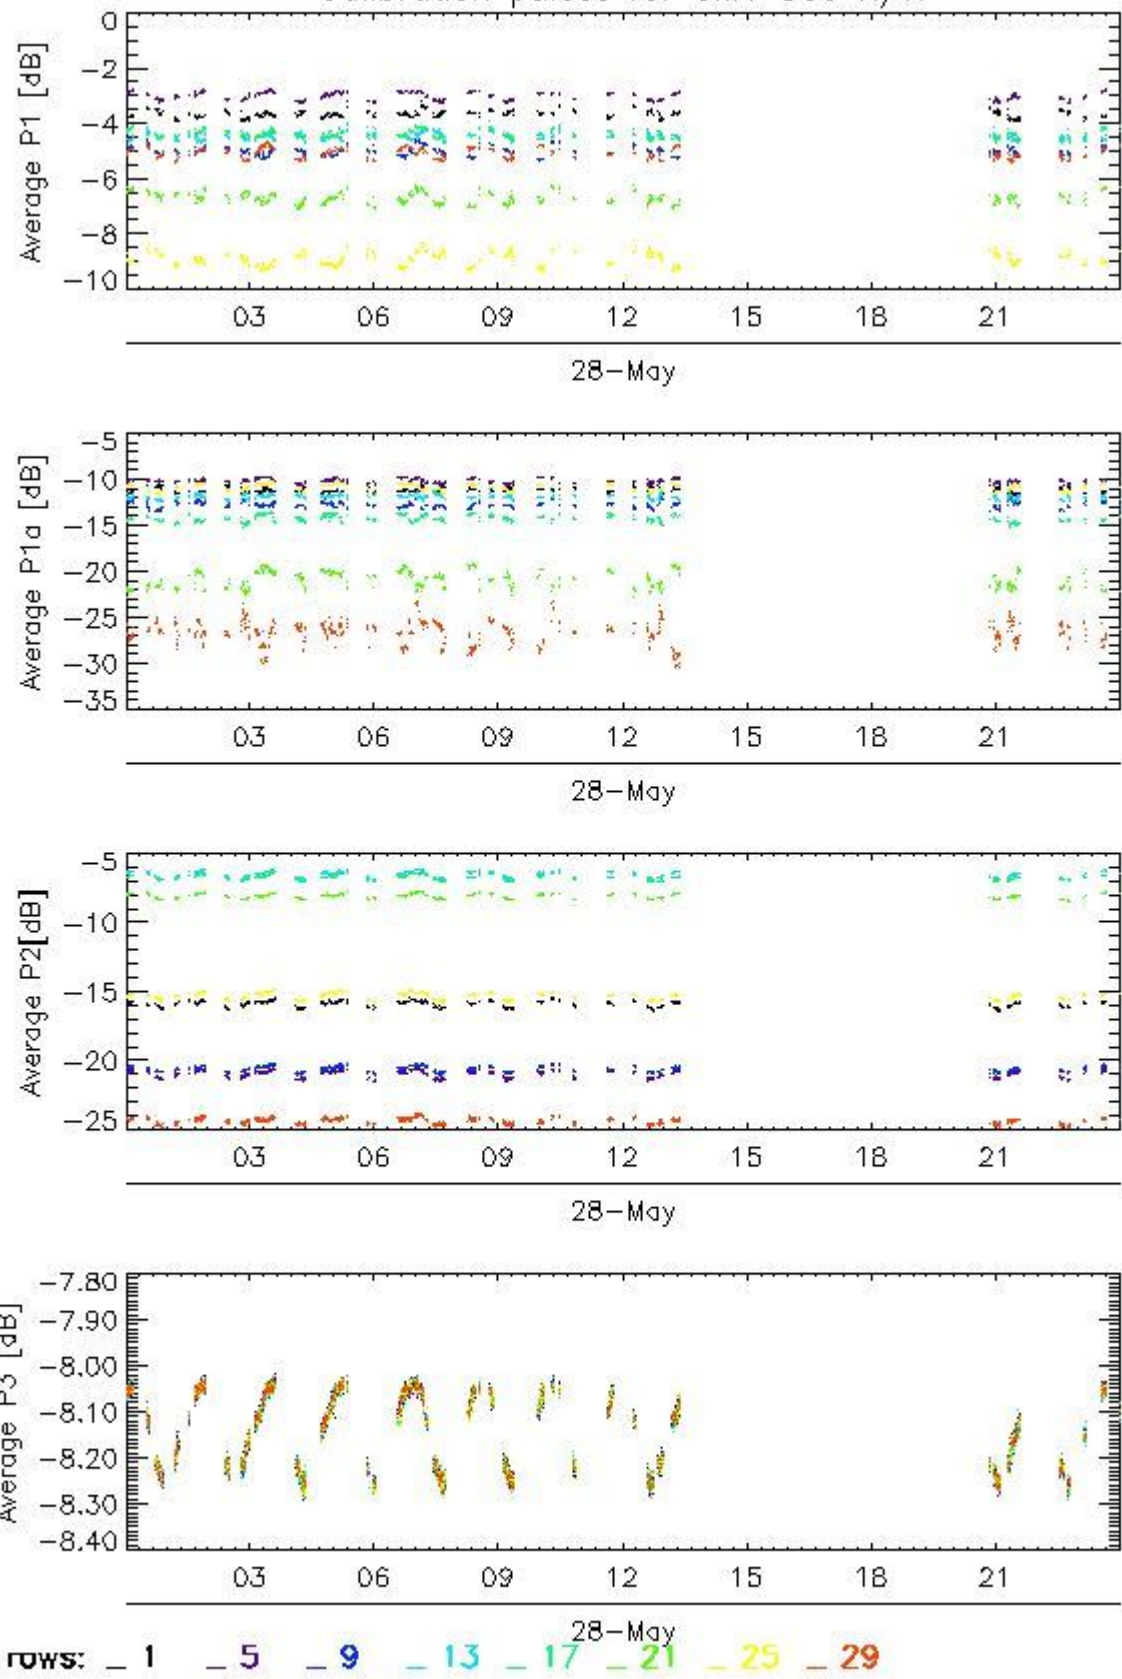 0
−2
−4
−6
−8
−10
Average P1 [dB]
03 06 09 12 15 18 21
28−May
−5
−10
−15
−20
−25
−30
−35
Average P1a [dB]
03 06 09 12 15 18 21
28−May
−5
−10
−15
−20
−25
Average P2[dB]
03 06 09 12 15 18 21
28−May
−7.80
−7.90
−8.00
−8.10
−8.20
−8.30
−8.40
Average P3 [dB]
03 06 09 12 15 18 21
28−May
rows: _ 1 _ 5 _ 9 _ 13 _ 17 _ 21 _ 25 _ 29